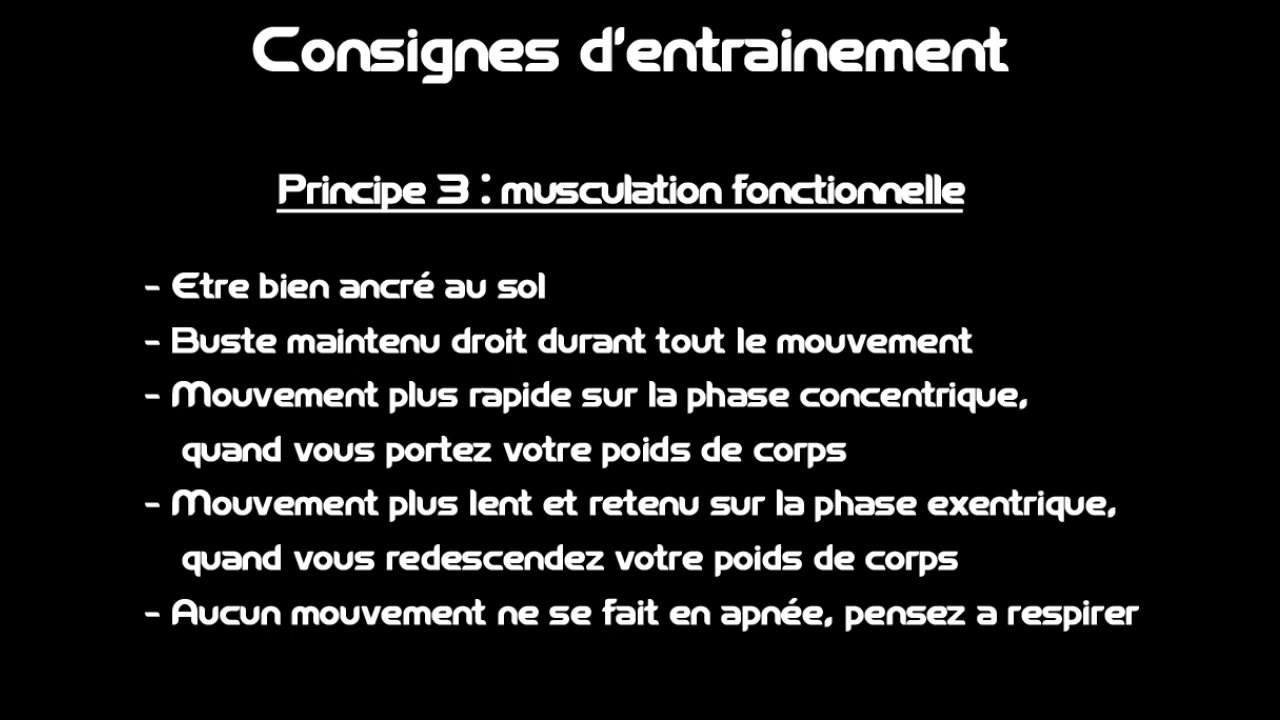 Consignes d'entrainement
Principe 3 : musculation fonctionnelle
- Etre bien ancré au sol
- Buste maintenu droit durant tout le mouvement
- Mouvement plus rapide sur la phase concentrique,
quand vous portez votre poids de corps
- Mouvement plus lent et retenu sur la phase exentrique,
quand vous redescendez votre poids de corps
- Aucun mouvement ne se fait en apnée, pensez a respirer